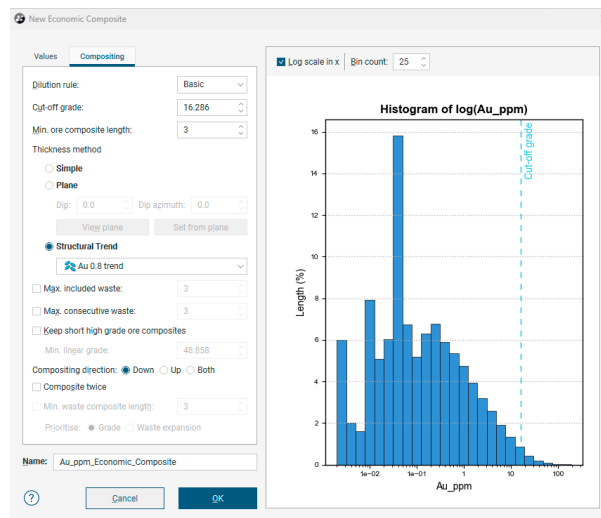 New Economic Composite
Values Compositing
Dilution rule: Basic
Cut-off grade: 16.286
Min. ore composite length: 3
Thickness method
Simple
Plane
Dip: 0.0 Dip azimuth: 0.0
View plane Set from plane
Structural Trend
Au 0.8 trend
Max. included waste: 3
Max. consecutive waste: 3
Keep short high grade ore composites
Min. linear grade: 48.858
Compositing direction: Down Up Both
Composite twice
Min. waste composite length: 3
Prioritise: Grade Waste expansion
Name: Au_ppm_Economic_Composite
? Cancel OK
Log scale in x Bin count: 25
Histogram of log(Au_ppm)
Cut-off grade
Length (%)
16
14
12
10
8
6
4
2
0
1e-02 1e-01 1 10 100
Au_ppm